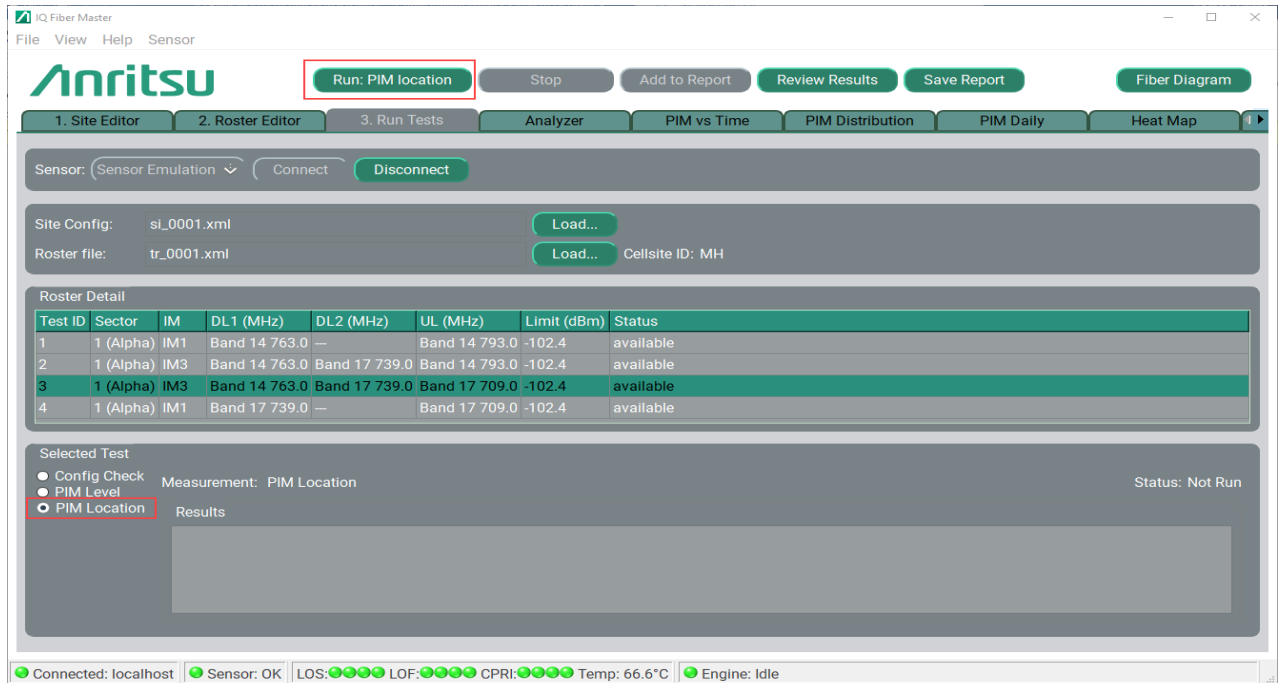 IQ Fiber Master
File View Help Sensor
Anritsu
Run: PIM location Stop Add to Report Review Results Save Report Fiber Diagram
1. Site Editor 2. Roster Editor 3. Run Tests Analyzer PIM vs Time PIM Distribution PIM Daily Heat Map
Sensor: Sensor Emulation Connect Disconnect
Site Config: si_0001.xml Load...
Roster file: tr_0001.xml Load... Cellsite ID: MH
Roster Detail
Test ID Sector IM DL1 (MHz) DL2 (MHz) UL (MHz) Limit (dBm) Status
1 1 (Alpha) IM1 Band 14 763.0 --- Band 14 793.0 -102.4 available
2 1 (Alpha) IM3 Band 14 763.0 Band 17 739.0 Band 14 793.0 -102.4 available
3 1 (Alpha) IM3 Band 14 763.0 Band 17 739.0 Band 17 709.0 -102.4 available
4 1 (Alpha) IM1 Band 17 739.0 --- Band 17 709.0 -102.4 available
Selected Test
Config Check
PIM Level
PIM Location
Measurement: PIM Location Status: Not Run
Results
Connected: localhost Sensor: OK LOS: LOF: CPRI: Temp: 66.6°C Engine: Idle